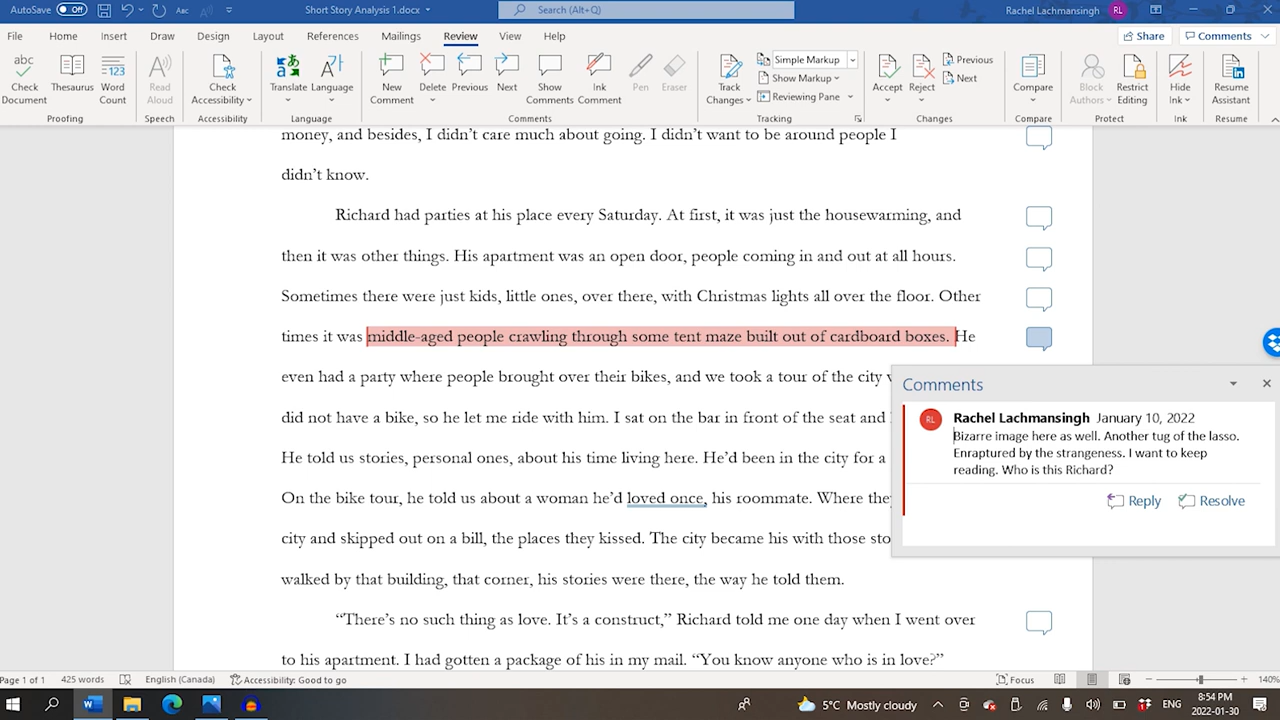 AutoSave Off Short Story Analysis 1.docx Search (Alt+Q) Rachel Lachmansingh RL
File Home Insert Draw Design Layout References Mailings Review View Help Share Comments
Check Document Thesaurus Word Count Read Aloud Check Accessibility Translate Language New Comment Delete Previous Next Show Comments Ink Comment Pen Eraser Track Changes Simple Markup Show Markup Reviewing Pane Accept Reject Previous Next Compare Block Authors Restrict Editing Hide Ink Resume Assistant
Proofing Speech Accessibility Language Comments Tracking Changes Compare Protect Ink Resume
money, and besides, I didn’t care much about going. I didn’t want to be around people I
didn’t know.
Richard had parties at his place every Saturday. At first, it was just the housewarming, and
then it was other things. His apartment was an open door, people coming in and out at all hours.
Sometimes there were just kids, little ones, over there, with Christmas lights all over the floor. Other
times it was middle-aged people crawling through some tent maze built out of cardboard boxes. He
even had a party where people brought over their bikes, and we took a tour of the city
did not have a bike, so he let me ride with him. I sat on the bar in front of the seat and
He told us stories, personal ones, about his time living here. He’d been in the city for a
On the bike tour, he told us about a woman he’d loved once, his roommate. Where
city and skipped out on a bill, the places they kissed. The city became his with those
walked by that building, that corner, his stories were there, the way he told them.
“There’s no such thing as love. It’s a construct,” Richard told me one day when I went over
to his apartment. I had gotten a package of his in my mail. “You know anyone who is in love?”
Comments
RL Rachel Lachmansingh January 10, 2022
Bizarre image here as well. Another tug of the lasso.
Enraptured by the strangeness. I want to keep
reading. Who is this Richard?
Reply Resolve
Page 1 of 1 425 words English (Canada) Accessibility: Good to go Focus 140%
5°C Mostly cloudy 8:54 PM
2022-01-30